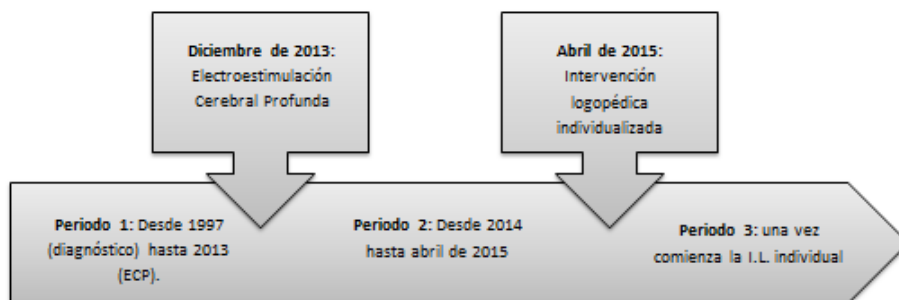 Diciembre de 2013:
Electroestimulación
Cerebral Profunda
Abril de 2015:
Intervención
logopédica
individualizada
Periodo 1: Desde 1997
(diagnóstico) hasta 2013
(ECP).
Periodo 2: Desde 2014
hasta abril de 2015
Periodo 3: una vez
comienza la I.L. individual